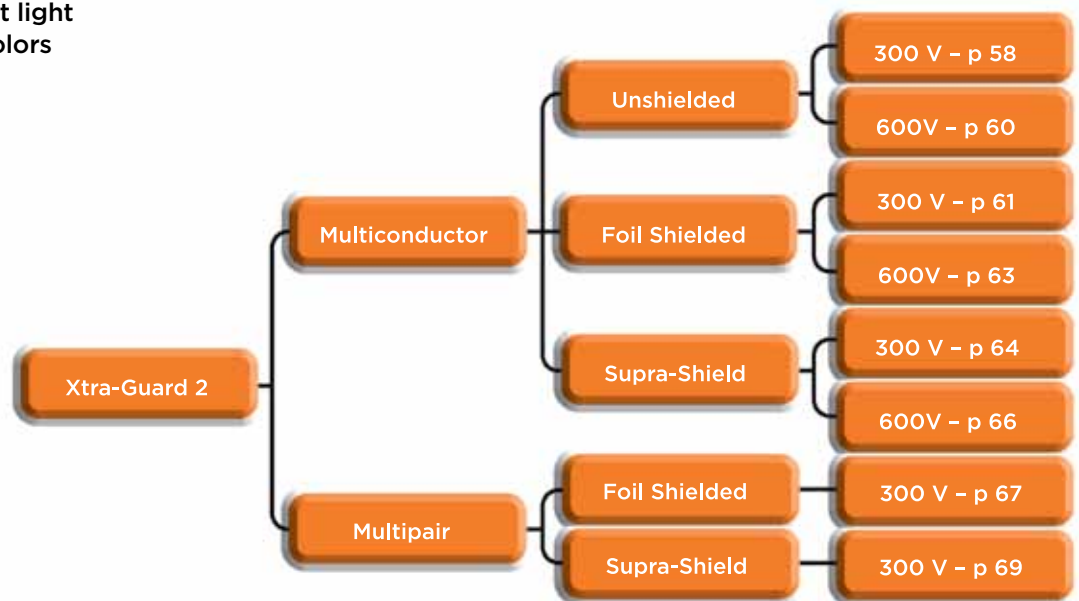 t light
olors
300 V – p 58
Unshielded
600V – p 60
300 V – p 61
Multiconductor
Foil Shielded
600V – p 63
300 V – p 64
Supra-Shield
Xtra-Guard 2
600V – p 66
Foil Shielded
300 V – p 67
Multipair
Supra-Shield
300 V – p 69